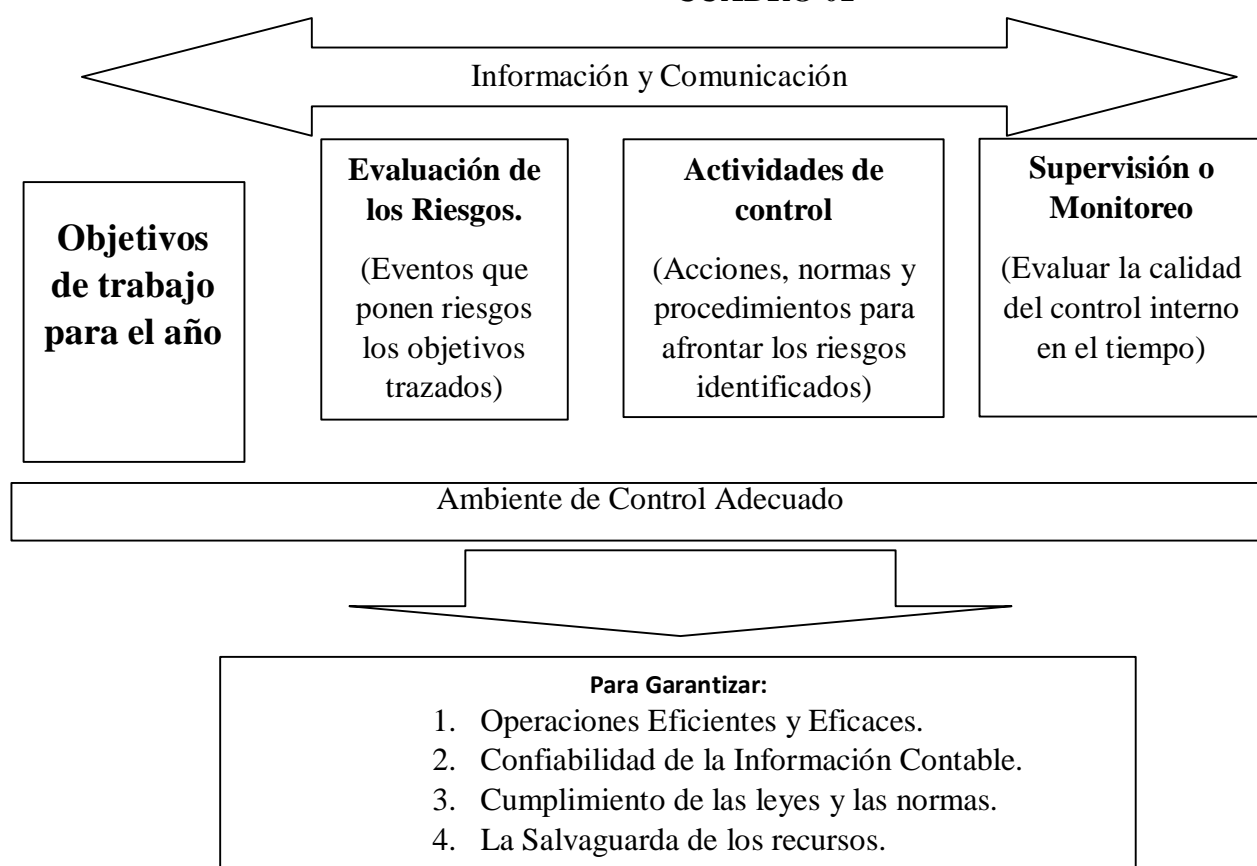 Información y Comunicación
Objetivos
de trabajo
para el año
Evaluación de
los Riesgos.
(Eventos que
ponen riesgos
los objetivos
trazados)
Actividades de
control
(Acciones, normas y
procedimientos para
afrontar los riesgos
identificados)
Supervisión o
Monitoreo
(Evaluar la calidad
del control interno
en el tiempo)
Ambiente de Control Adecuado
Para Garantizar:
1. Operaciones Eficientes y Eficaces.
2. Confiabilidad de la Información Contable.
3. Cumplimiento de las leyes y las normas.
4. La Salvaguarda de los recursos.